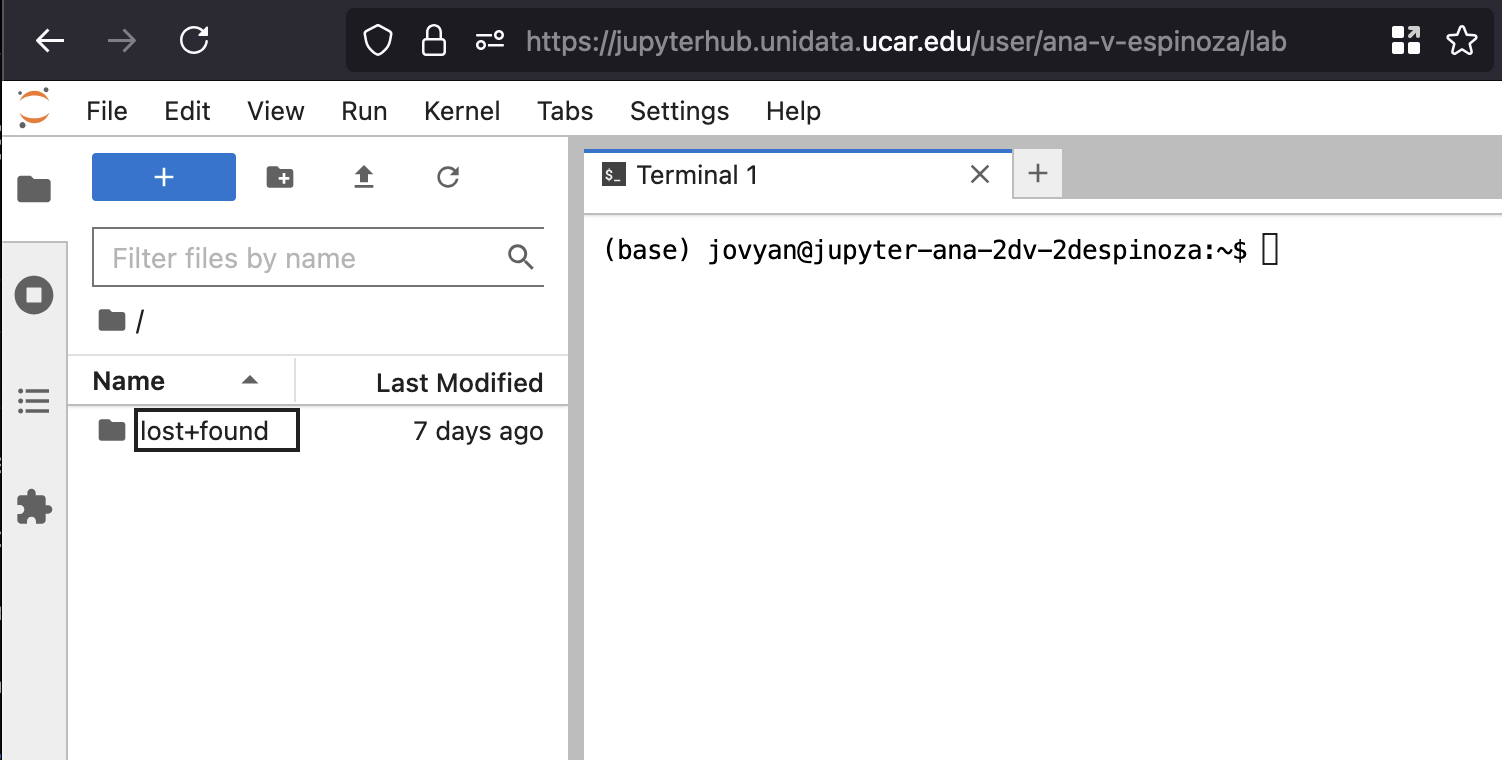 https://jupyterhub.unidata.ucar.edu/user/ana-v-espinoza/lab
File Edit View Run Kernel Tabs Settings Help
+
$_ Terminal 1
+
Filter files by name
/
Name Last Modified
lost+found 7 days ago
(base) jovyan@jupyter-ana-2dv-2despinoza:~$